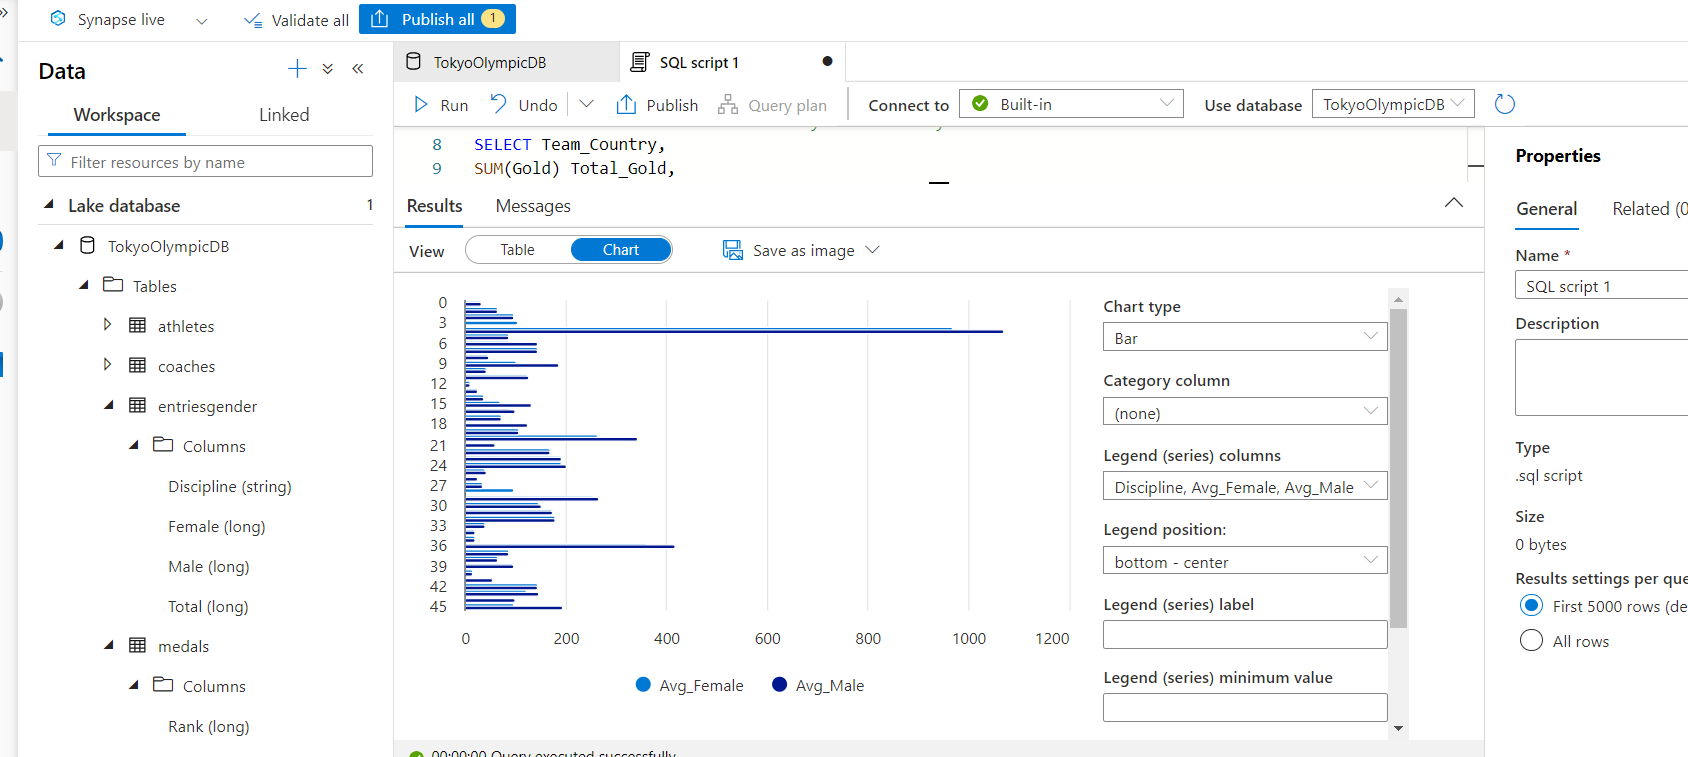 Synapse live
Validate all
Publish all 1
Data
Workspace
Linked
Filter resources by name
Lake database 1
TokyoOlympicDB
Tables
athletes
coaches
entriesgender
Columns
Discipline (string)
Female (long)
Male (long)
Total (long)
medals
Columns
Rank (long)
TokyoOlympicDB
SQL script 1
Run
Undo
Publish
Query plan
Connect to
Built-in
Use database
TokyoOlympicDB
8 SELECT Team_Country,
9 SUM(Gold) Total_Gold,
Results
Messages
View
Table
Chart
Save as image
0
3
6
9
12
15
18
21
24
27
30
33
36
39
42
45
0 200 400 600 800 1000 1200
Avg_Female
Avg_Male
Chart type
Bar
Category column
(none)
Legend (series) columns
Discipline, Avg_Female, Avg_Male
Legend position:
bottom - center
Legend (series) label
Legend (series) minimum value
00:00:00 Query executed successfully
Properties
General
Related (0
Name *
SQL script 1
Description
Type
.sql script
Size
0 bytes
Results settings per que
First 5000 rows (de
All rows